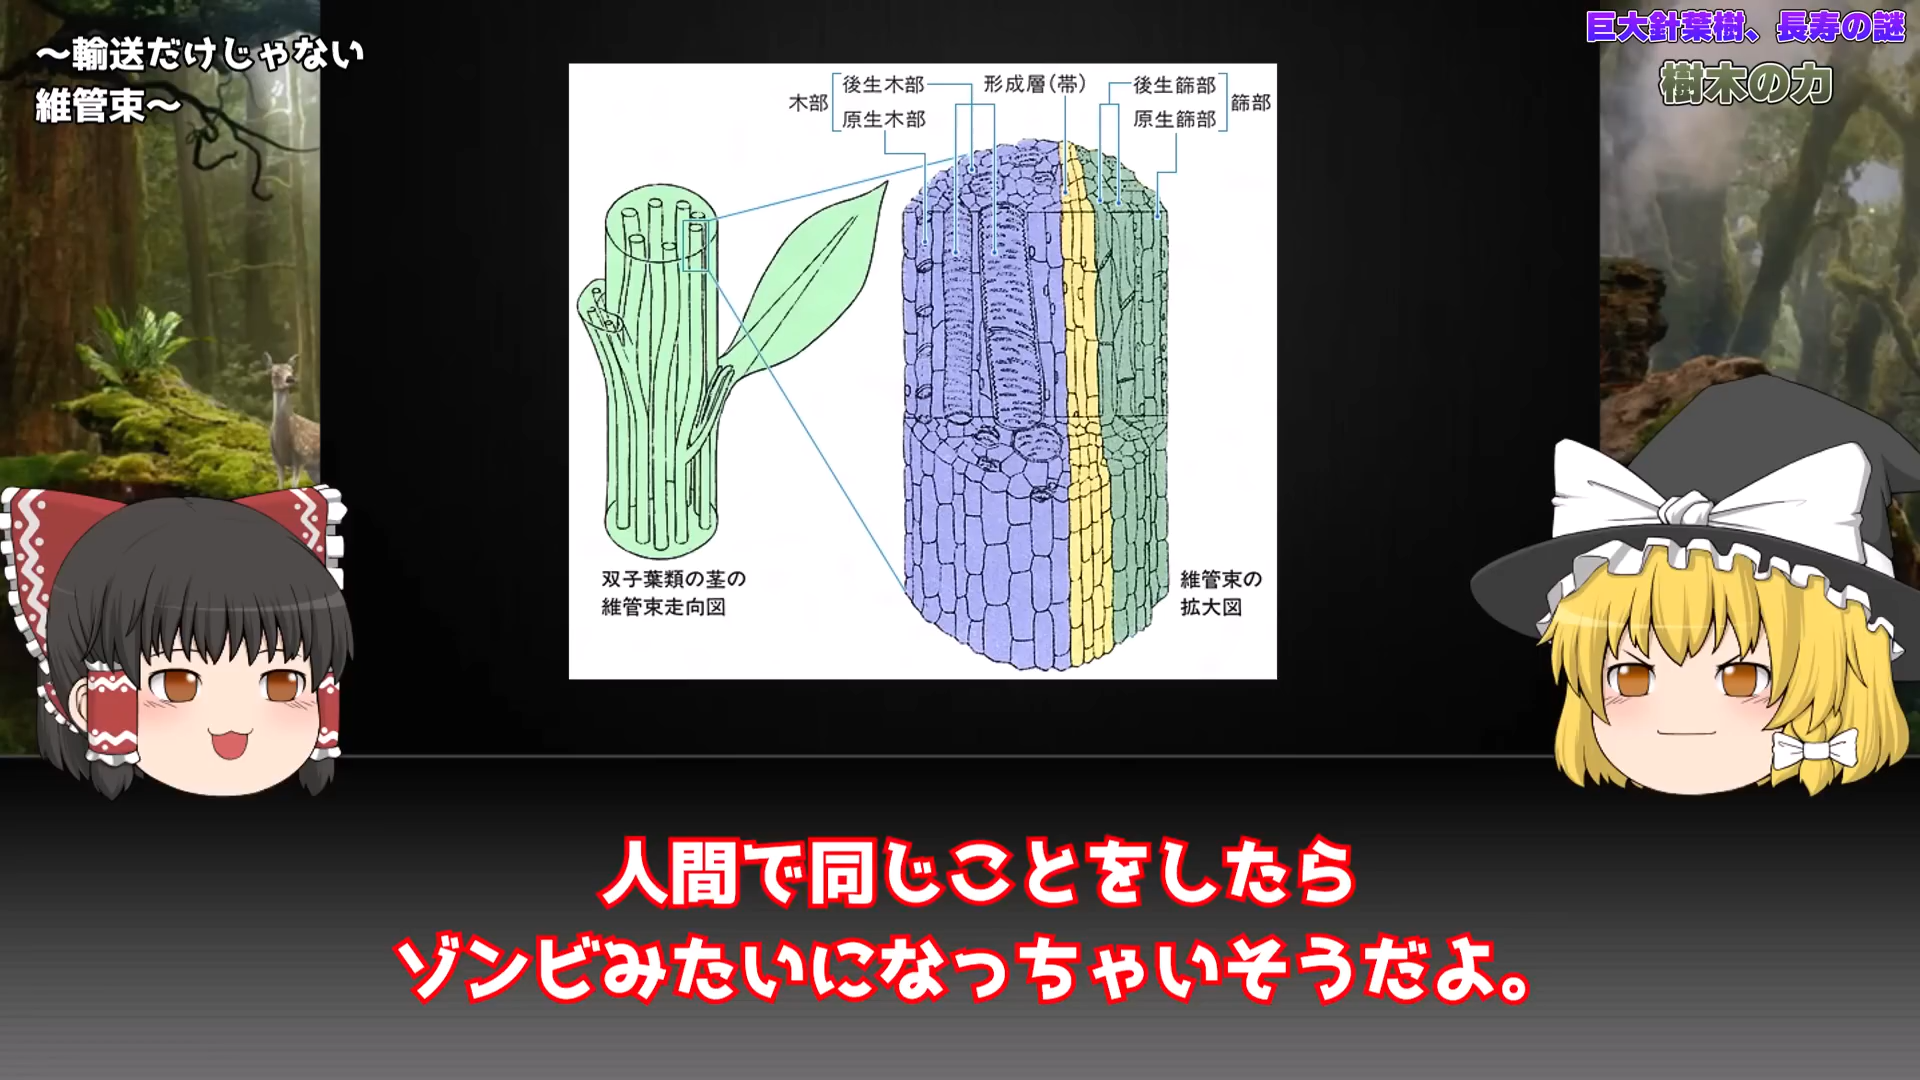 ～輸送だけじゃない
維管束～
巨大針葉樹、長寿の謎
樹木の力
木部
後生木部
原生木部
形成層(帯)
後生篩部
原生篩部
篩部
双子葉類の茎の
維管束走向図
維管束の
拡大図
人間で同じことをしたら
ゾンビみたいになっちゃいそうだよ。